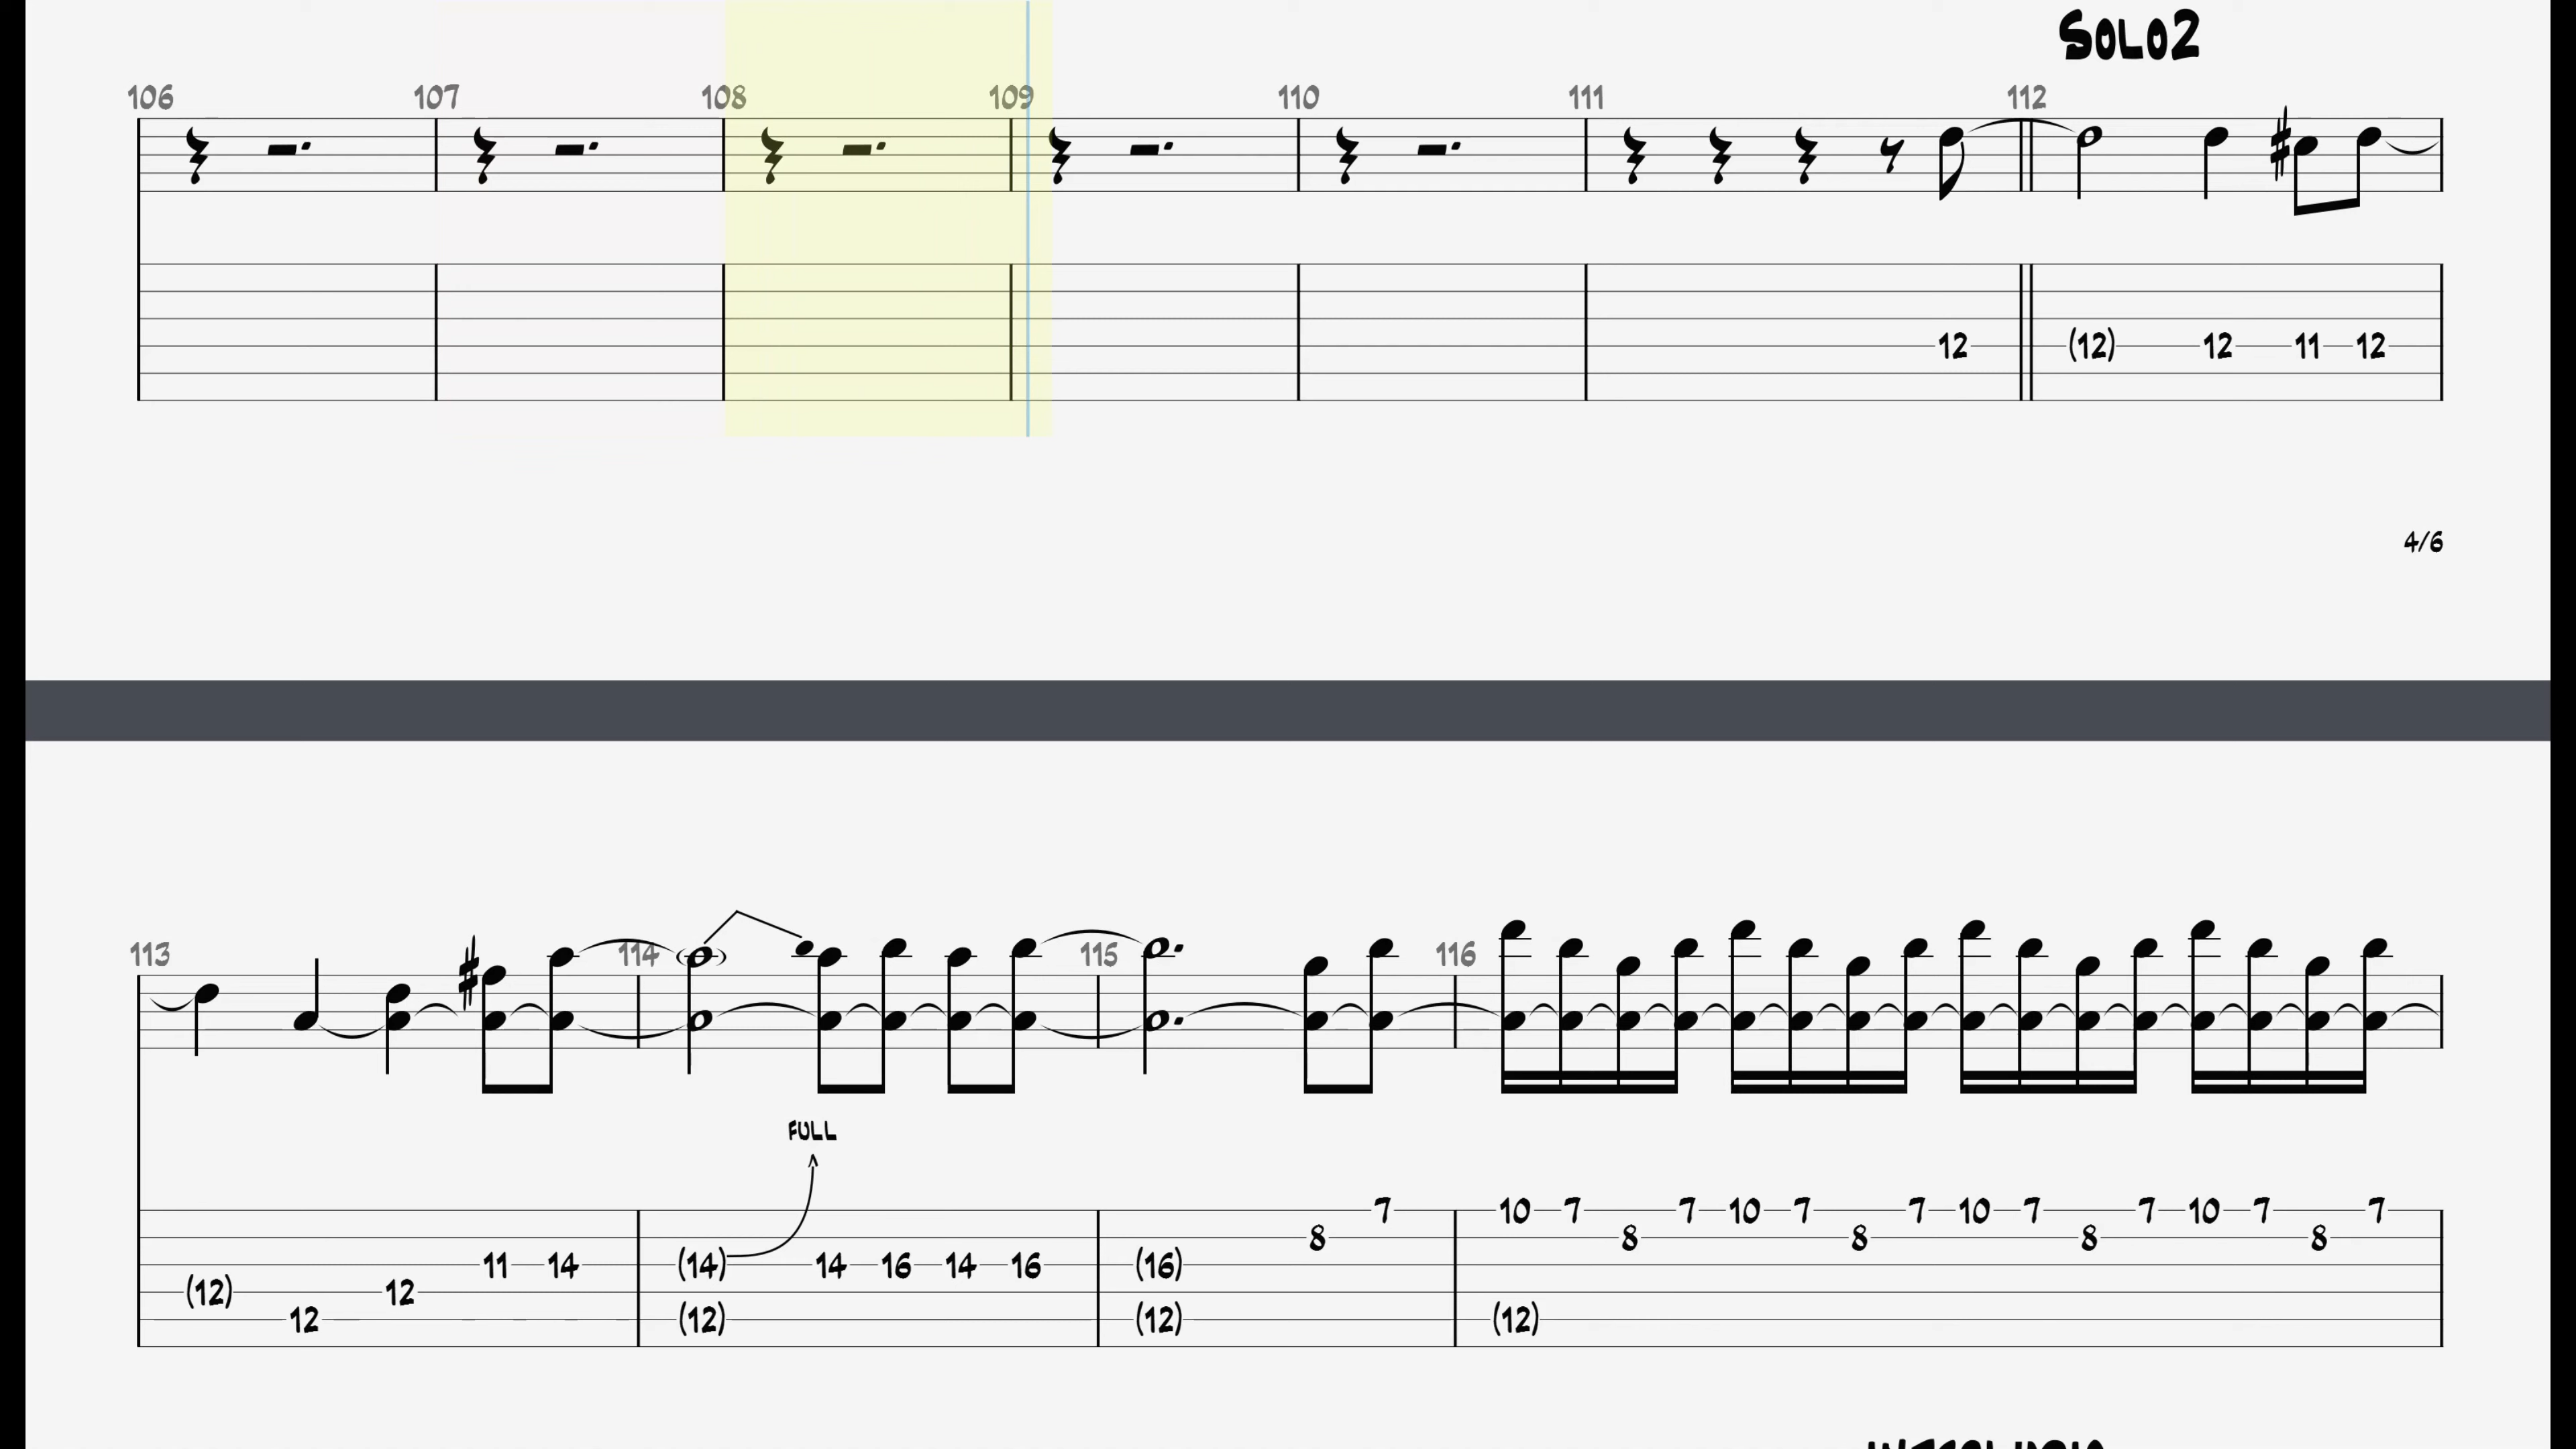 SOLO2
106 107 108 109 110 111 112
12 (12) 12 11 12
4/6
113 114 115 116
FULL
7 10 7 7 10 7 7 10 7 7 10 7 7
8 8 8 8 8
11 14 (14) 14 16 14 16 (16)
(12) 12
12 (12) (12) (12)